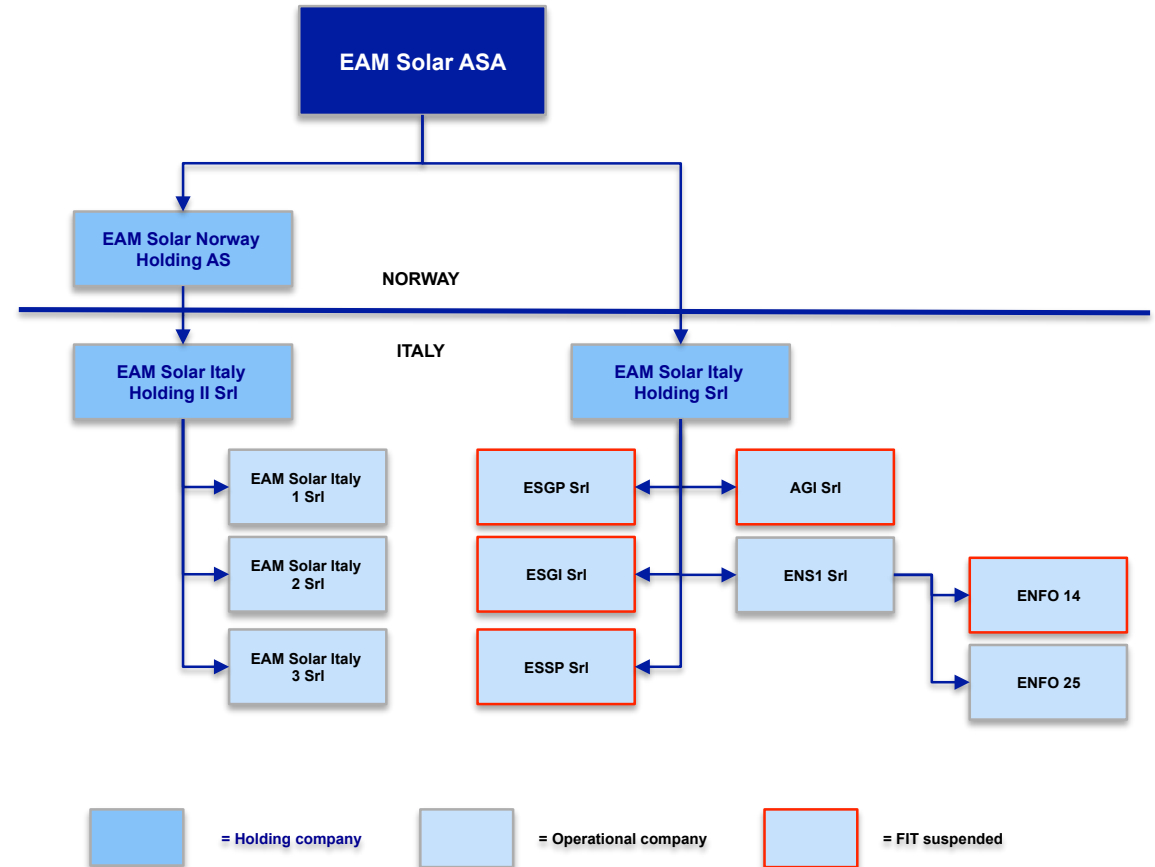 EAM Solar ASA
EAM Solar Norway
Holding AS
NORWAY
ITALY
EAM Solar Italy
Holding II Srl
EAM Solar Italy
Holding Srl
EAM Solar Italy
1 Srl
ESGP Srl
AGI Srl
EAM Solar Italy
2 Srl
ESGI Srl
ENS1 Srl
ENFO 14
EAM Solar Italy
3 Srl
ESSP Srl
ENFO 25
= Holding company
= Operational company
= FIT suspended